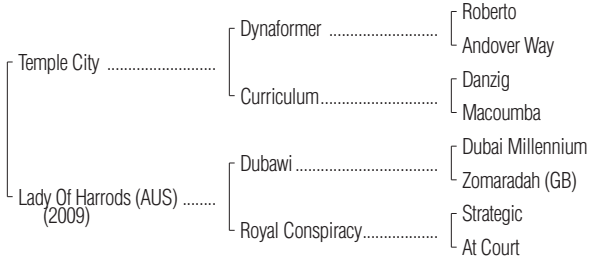 Roberto
Dynaformer ..............................
Andover Way
Temple City .............................
Danzig
Curriculum................................
Macoumba
Dubai Millennium
Dubawi .......................................
Zomaradah (GB)
Lady Of Harrods (AUS) .........
(2009)
Strategic
Royal Conspiracy.....................
At Court